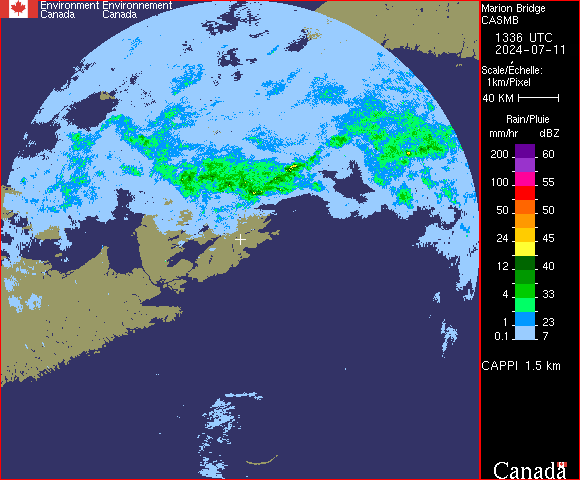 Environment Environnement
Canada Canada
Marion Bridge
CASMB
1336 UTC
2024-07-11
Scale/Échelle:
1km/Pixel
40 KM
Rain/Pluie
mm/hr dBZ
200 60
100 55
50 50
24 45
12 40
4 33
1 23
0.1 7
CAPPI 1.5 km
Canada